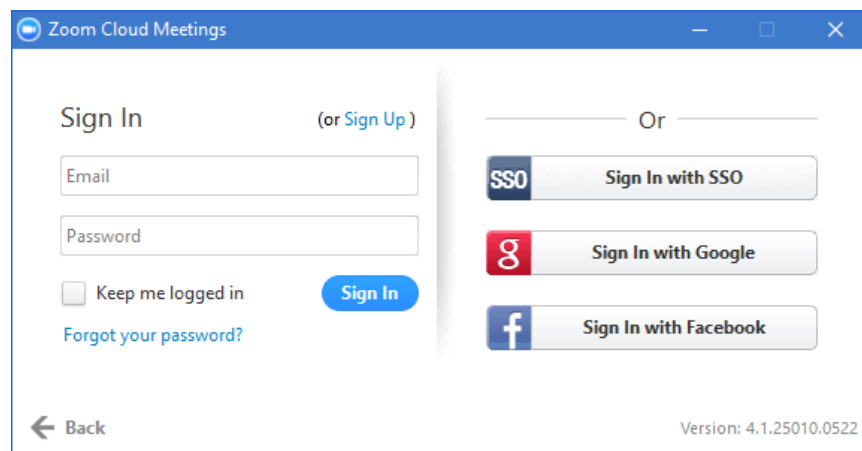 Zoom Cloud Meetings
Sign In (or Sign Up )
Email
Password
Keep me logged in Sign In
Forgot your password?
Or
SSO Sign In with SSO
g Sign In with Google
f Sign In with Facebook
Back
Version: 4.1.25010.0522